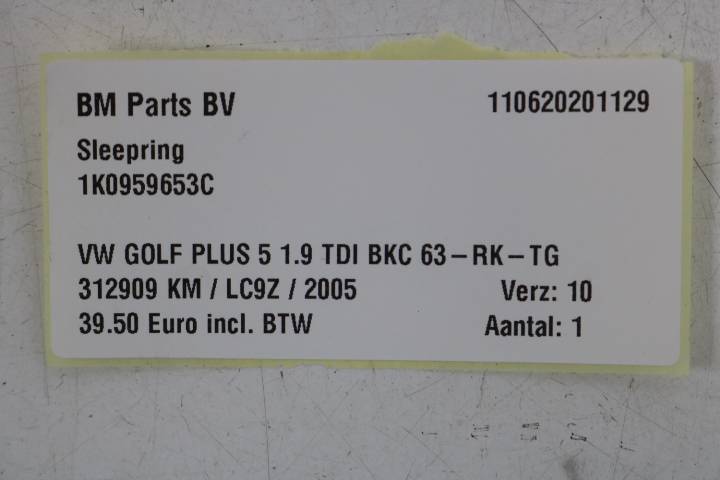 BM Parts BV 110620201129
Sleepring
1K0959653C
VW GOLF PLUS 5 1.9 TDI BKC 63-RK-TG
312909 KM / LC9Z / 2005 Verz: 10
39.50 Euro incl. BTW Aantal: 1